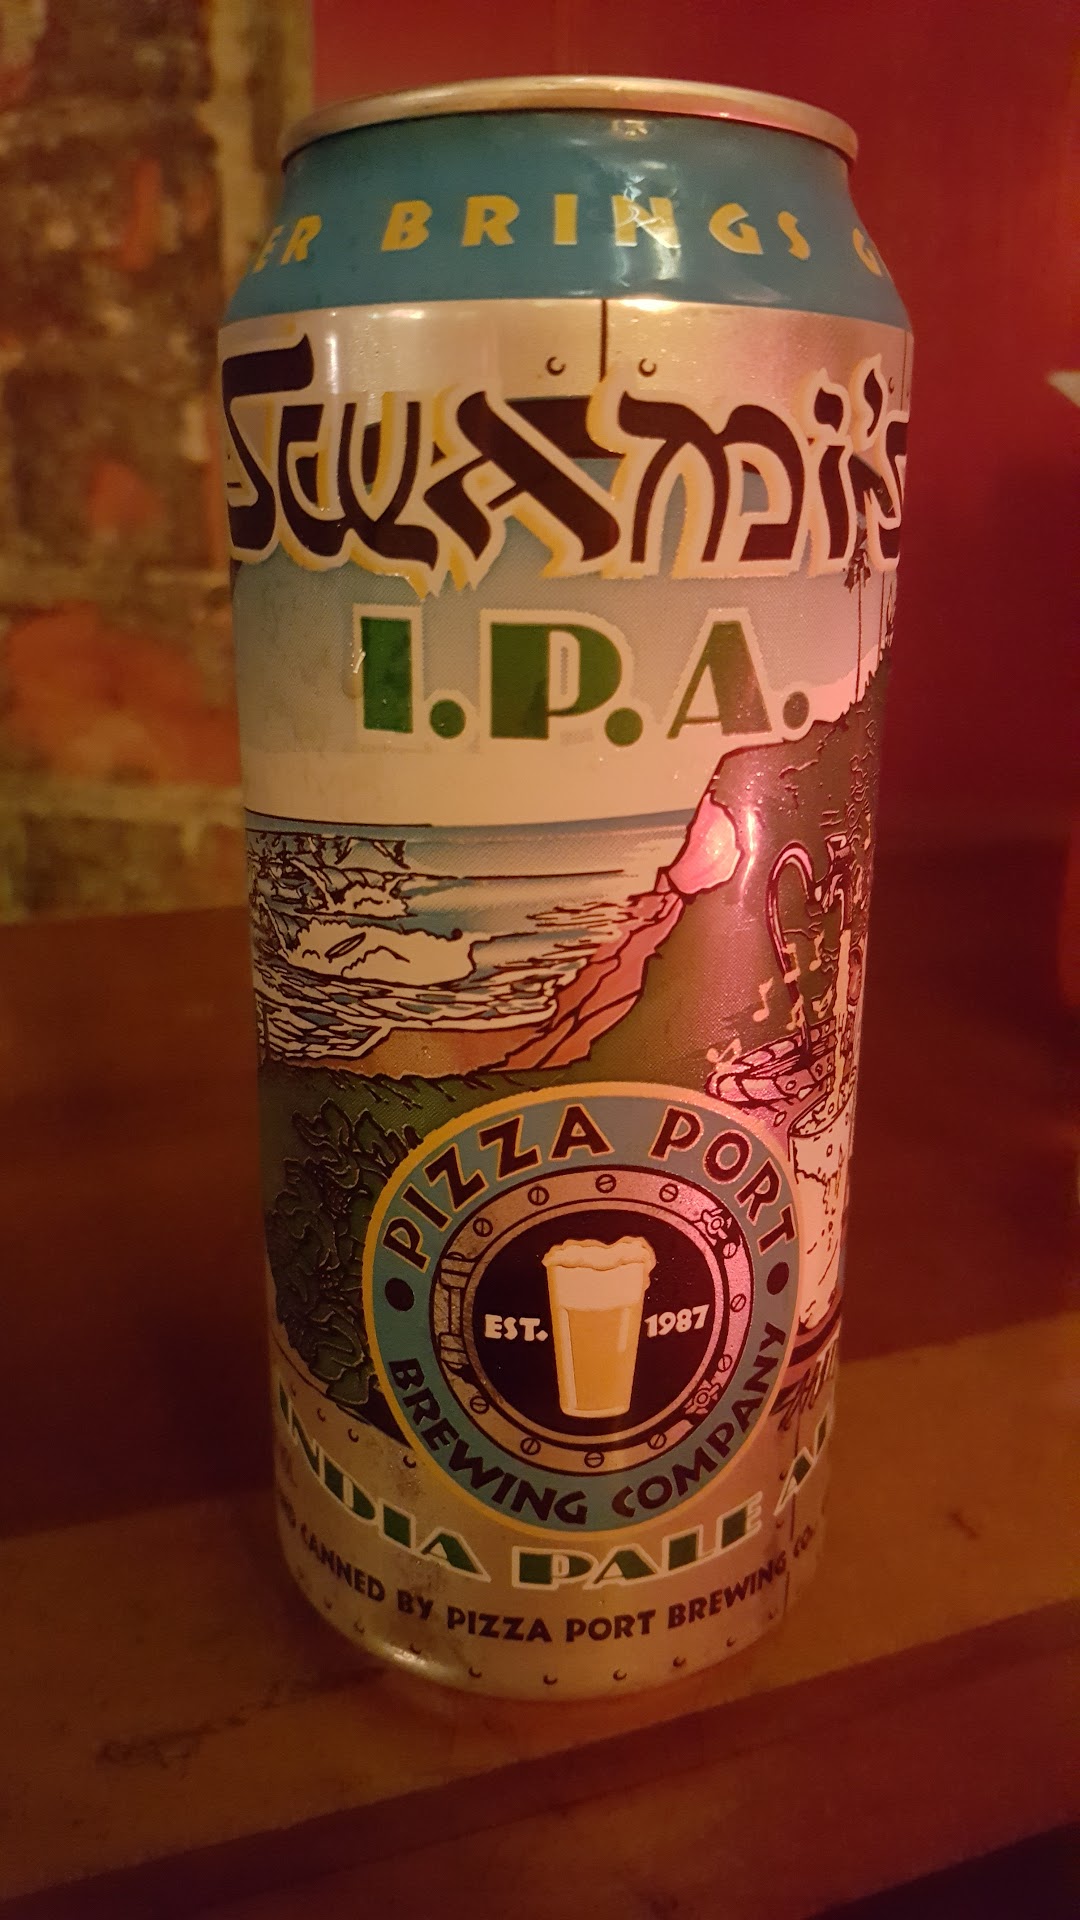 ER BRINGS G
Swami's
I.P.A.
PIZZA PORT
EST. 1987
BREWING COMPANY
INDIA PALE
CANNED BY PIZZA PORT BREWING CO.